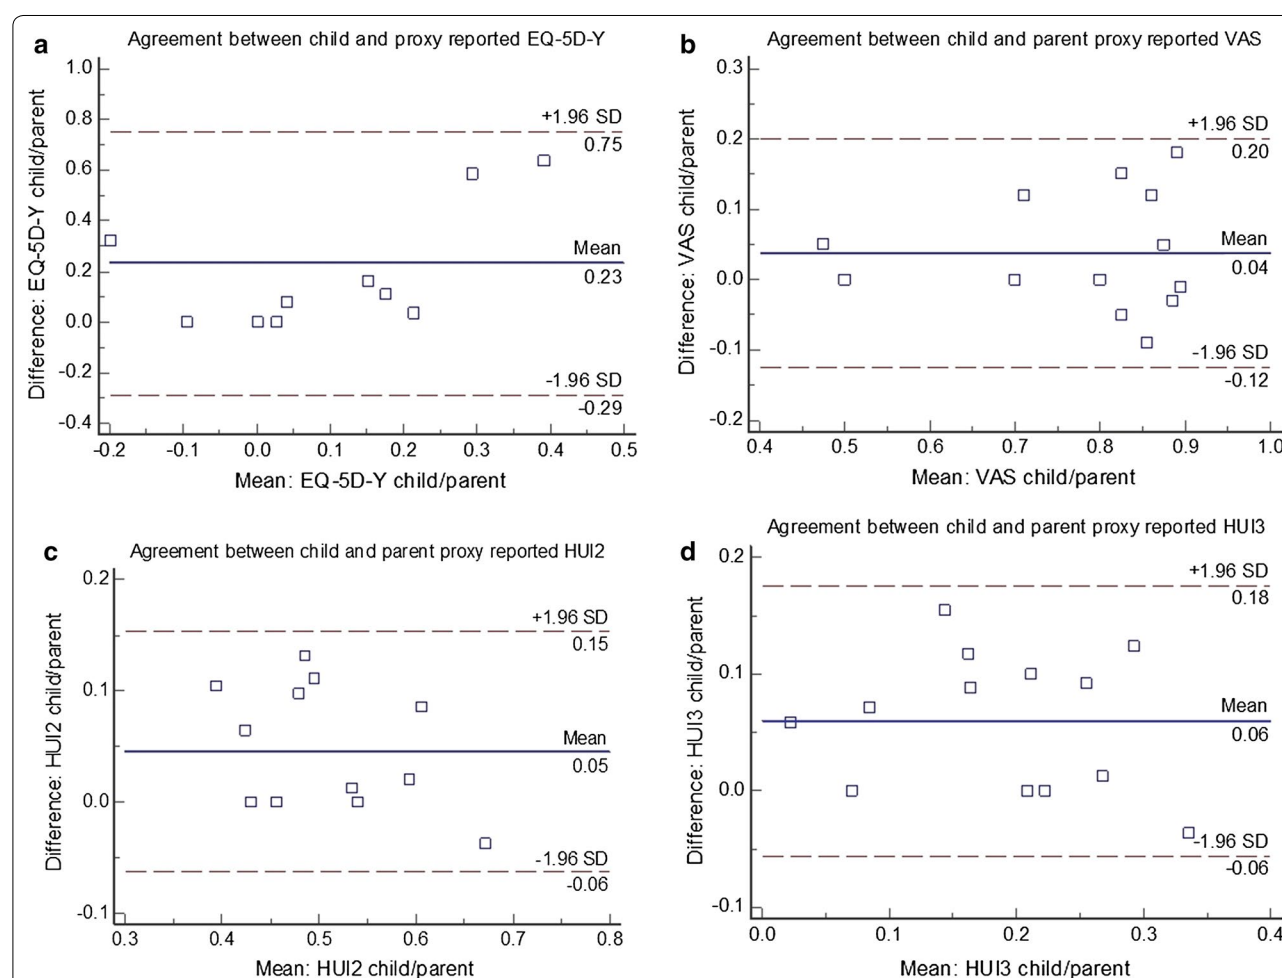 a
Agreement between child and proxy reported EQ-5D-Y
Difference: EQ-5D-Y child/parent
1.0
0.8
0.6
0.4
0.2
0.0
-0.2
-0.4
+1.96 SD
0.75
Mean
0.23
-1.96 SD
-0.29
-0.2 -0.1 0.0 0.1 0.2 0.3 0.4 0.5
Mean: EQ-5D-Y child/parent
b
Agreement between child and parent proxy reported VAS
Difference: VAS child/parent
0.3
0.2
0.1
0.0
-0.1
-0.2
+1.96 SD
0.20
Mean
0.04
-1.96 SD
-0.12
0.4 0.5 0.6 0.7 0.8 0.9 1.0
Mean: VAS child/parent
c
Agreement between child and parent proxy reported HUI2
Difference: HUI2 child/parent
0.2
0.1
0.0
-0.1
+1.96 SD
0.15
Mean
0.05
-1.96 SD
-0.06
0.3 0.4 0.5 0.6 0.7 0.8
Mean: HUI2 child/parent
d
Agreement between child and parent proxy reported HUI3
Difference: HUI3 child/parent
0.2
0.1
0.0
-0.1
+1.96 SD
0.18
Mean
0.06
-1.96 SD
-0.06
0.0 0.1 0.2 0.3 0.4
Mean: HUI3 child/parent